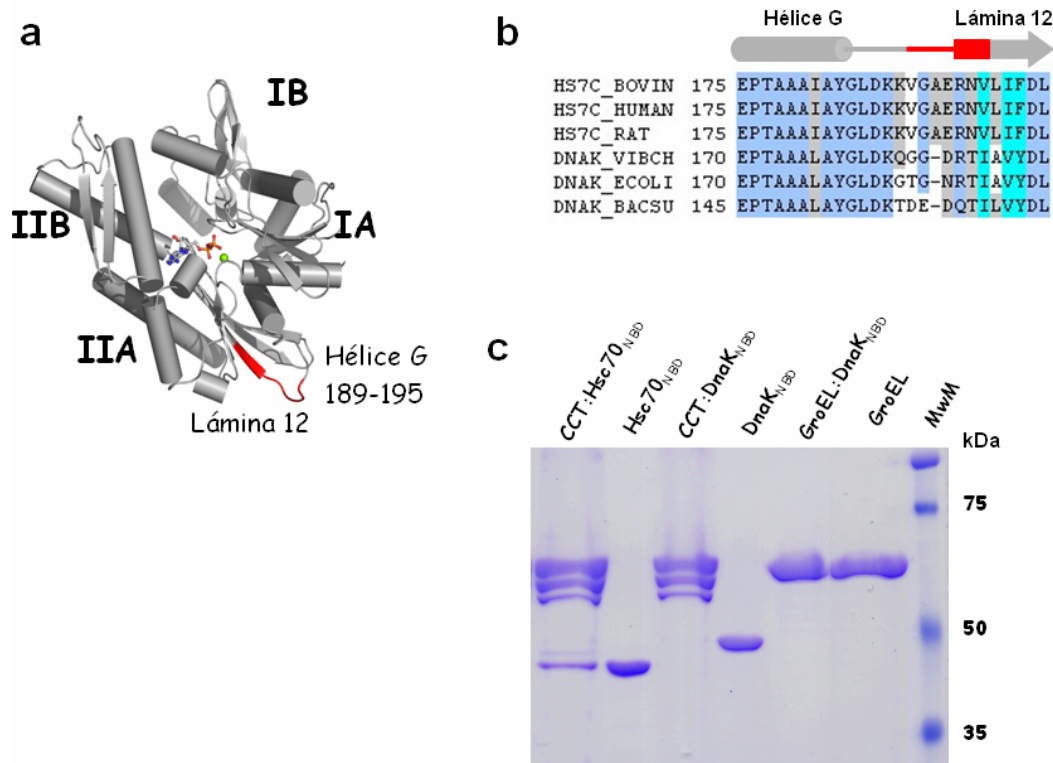 a
IB
IIB
IA
IIA
Hélice G
189-195
Lámina 12
b
Hélice G Lámina 12
HS7C_BOVIN 175 EPTAAAIAYGLDKKVGAERNVLIFDL
HS7C_HUMAN 175 EPTAAAIAYGLDKKVGAERNVLIFDL
HS7C_RAT 175 EPTAAAIAYGLDKKVGAERNVLIFDL
DNAK_VIBCH 170 EPTAAALAYGLDKQGG-DRTIAVYDL
DNAK_ECOLI 170 EPTAAALAYGLDKGTG-NRTIAVYDL
DNAK_BACSU 145 EPTAAALAYGLDKTDE-DQTILVYDL
c
CCT:Hsc70NBD
Hsc70NBD
CCT:DnaKNBD
DnaKNBD
GroEL:DnaKNBD
GroEL
MwM
kDa
75
50
35